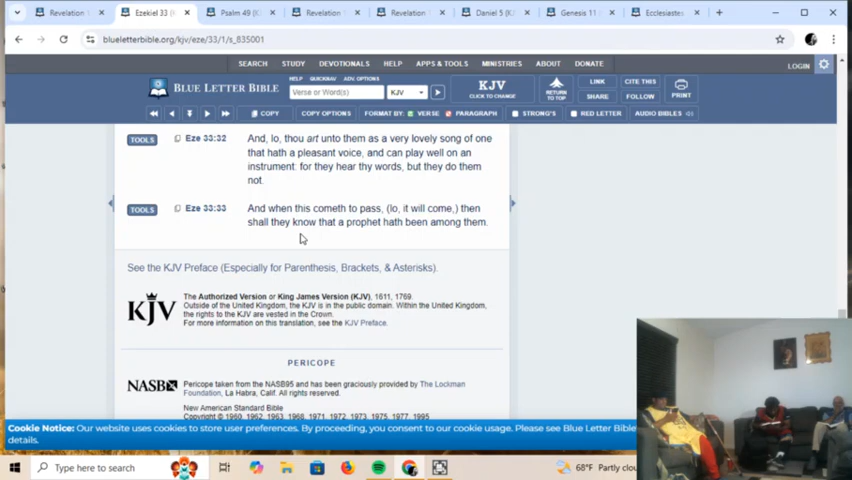 Revelation 1
Ezekiel 33 (
Psalm 49 (
Revelation
Revelation
Daniel 5 (
Genesis 11
Ecclesiastes
blueletterbible.org/kjv/eze/33/1/s_835001
SEARCH STUDY DEVOTIONALS HELP APPS & TOOLS MINISTRIES ABOUT DONATE
LOGIN
BLUE LETTER BIBLE
HELP QUICKNAV ADV. OPTIONS
Verse or Word(s)
KJV
KJV
CLICK TO CHANGE
RETURN
TO TOP
LINK
SHARE
CITE THIS
FOLLOW
PRINT
COPY COPY OPTIONS FORMAT BY: VERSE PARAGRAPH STRONG'S RED LETTER AUDIO BIBLES
TOOLS Eze 33:32 And, lo, thou art unto them as a very lovely song of one
that hath a pleasant voice, and can play well on an
instrument: for they hear thy words, but they do them
not.
TOOLS Eze 33:33 And when this cometh to pass, (lo, it will come,) then
shall they know that a prophet hath been among them.
See the KJV Preface (Especially for Parenthesis, Brackets, & Asterisks).
KJV
The Authorized Version or King James Version (KJV), 1611, 1769.
Outside of the United Kingdom, the KJV is in the public domain. Within the United Kingdom,
the rights to the KJV are vested in the Crown.
For more information on this translation, see the KJV Preface.
PERICOPE
NASB
Pericope taken from the NASB95 and has been graciously provided by The Lockman
Foundation, La Habra, Calif. All rights reserved.
New American Standard Bible
Copyright © 1960, 1962, 1963, 1968, 1971, 1972, 1973, 1975, 1977, 1995
Cookie Notice: Our website uses cookies to store user preferences. By proceeding, you consent to our cookie usage. Please see Blue Letter Bible
details.
Type here to search
68°F Partly clou